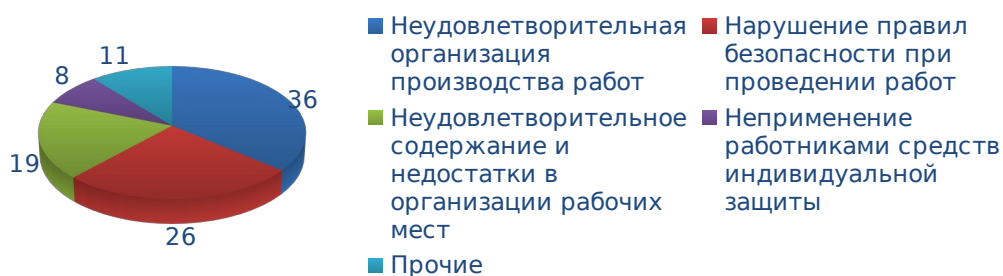 11
8
36
19
26
Неудовлетворительная
организация
производства работ
Нарушение правил
безопасности при
проведении работ
Неудовлетворительное
содержание и
недостатки в
организации рабочих
мест
Неприменение
работниками средств
индивидуальной
защиты
Прочие